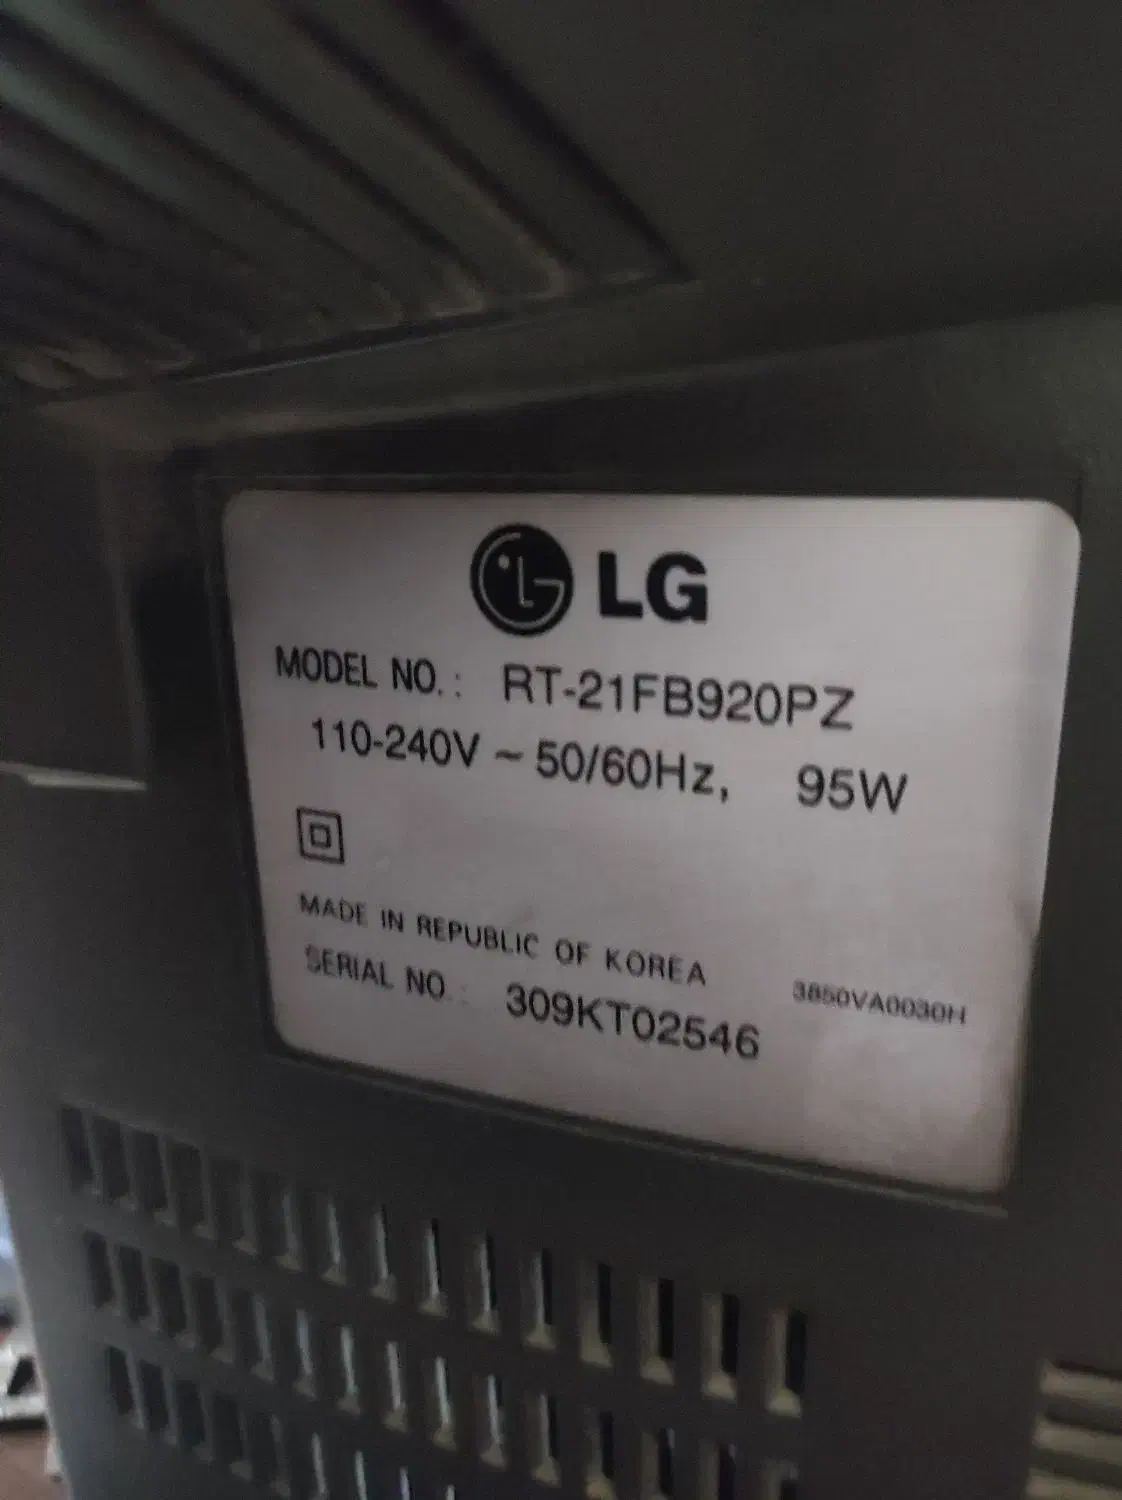 LG
MODEL NO.: RT-21FB920PZ
110-240V ~ 50/60Hz, 95W
MADE IN REPUBLIC OF KOREA
3850VA0030H
SERIAL NO.: 309KT02546